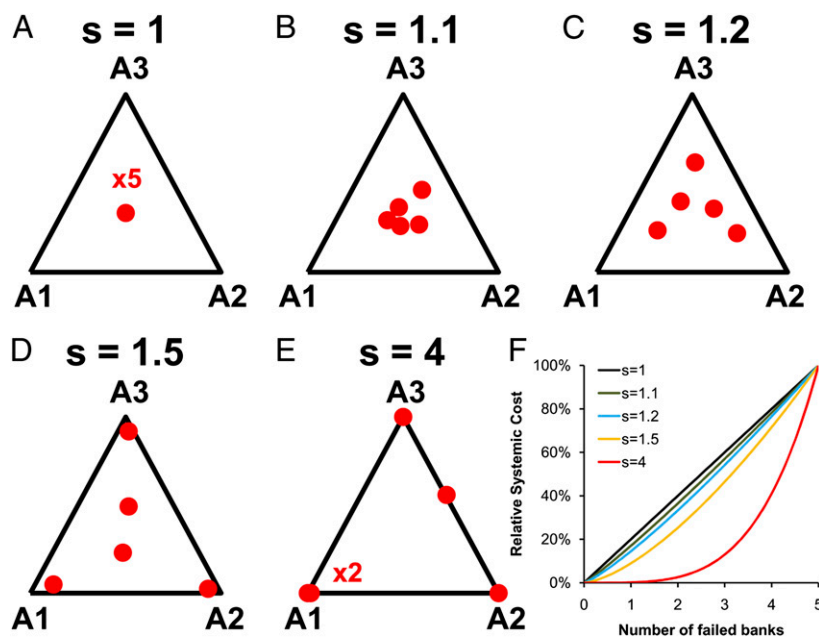 A
s = 1
A3
x5
A1
A2
B
s = 1.1
A3
A1
A2
C
s = 1.2
A3
A1
A2
D
s = 1.5
A3
A1
A2
E
s = 4
A3
x2
A1
A2
F
Relative Systemic Cost
100%
80%
60%
40%
20%
0%
s=1
s=1.1
s=1.2
s=1.5
s=4
0 1 2 3 4 5
Number of failed banks